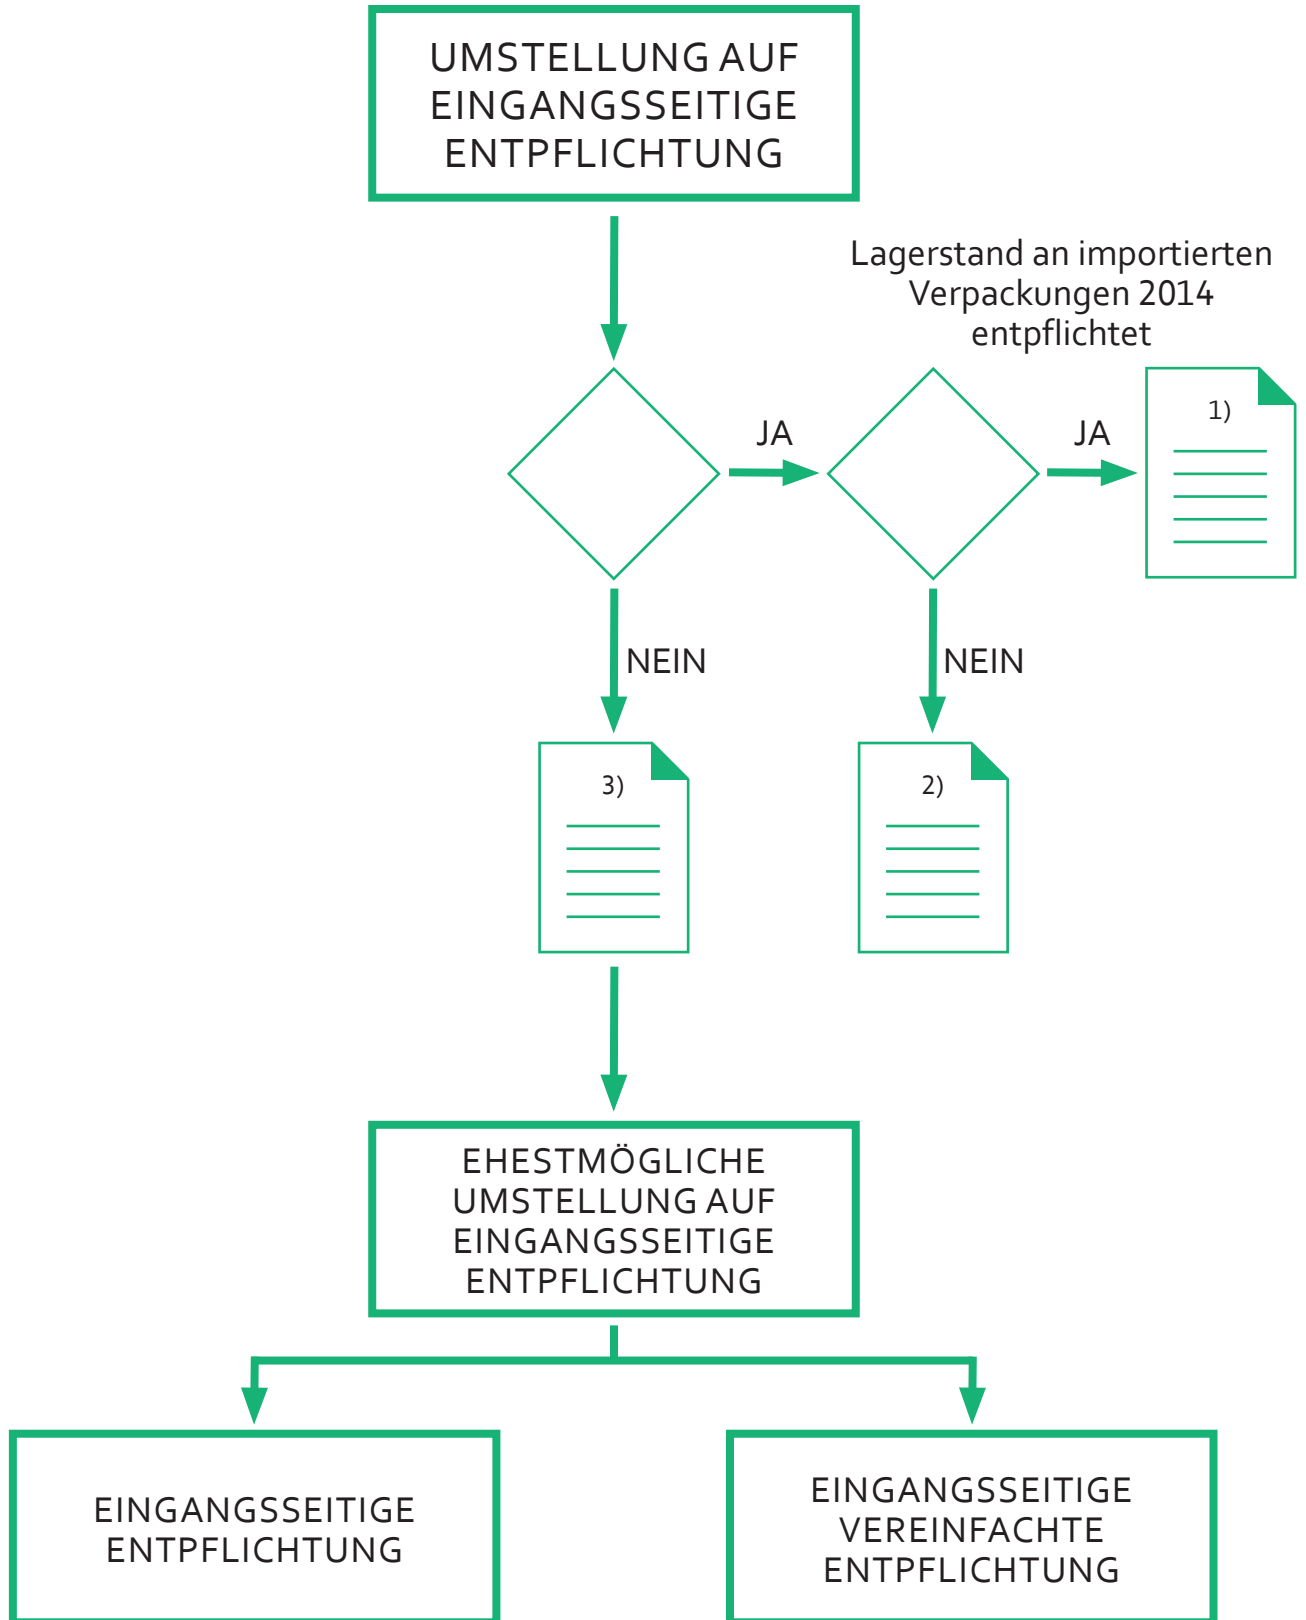 UMSTELLUNG AUF
EINGANGSSEITIGE
ENTPFLICHTUNG
Lagerstand an importierten
Verpackungen 2014
entpflichtet
JA
JA
1)
NEIN
NEIN
3)
2)
EHESTMÖGLICHE
UMSTELLUNG AUF
EINGANGSSEITIGE
ENTPFLICHTUNG
EINGANGSSEITIGE
ENTPFLICHTUNG
EINGANGSSEITIGE
VEREINFACHTE
ENTPFLICHTUNG